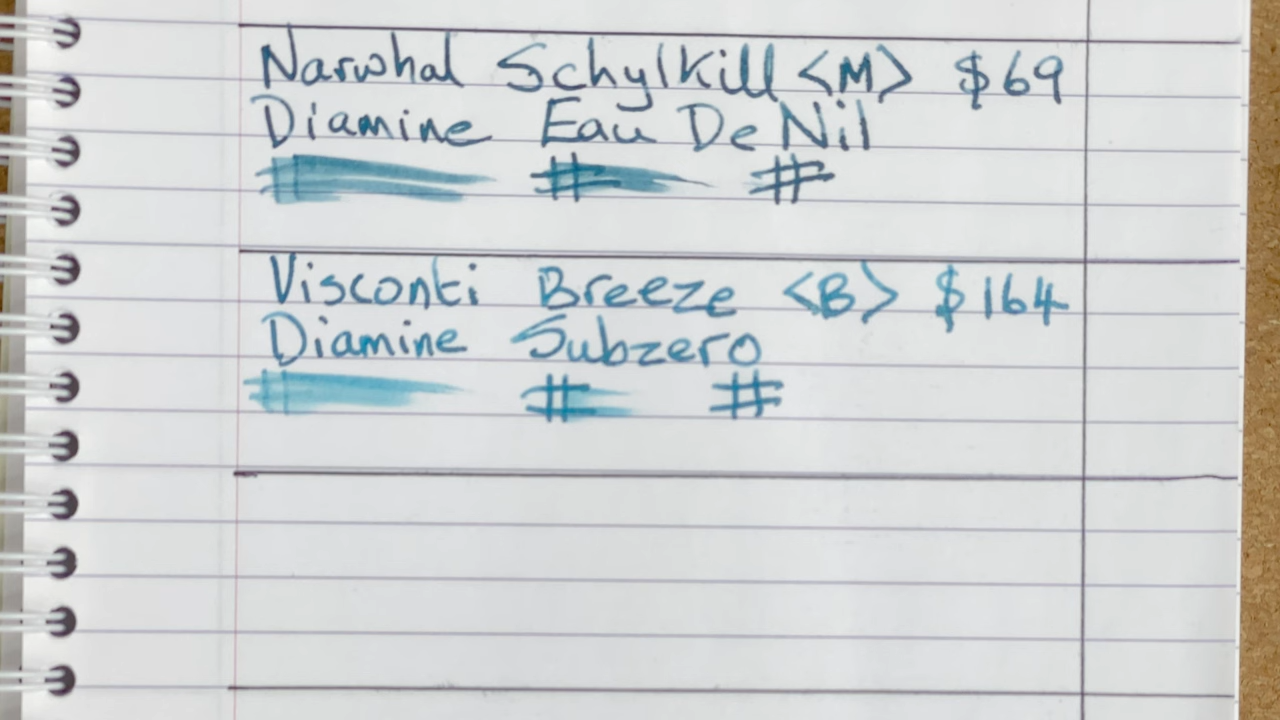 Narwhal Schylkill <M> $69
Diamine Eau De Nil
# #
Visconti Breeze <B> $164
Diamine Subzero
# #